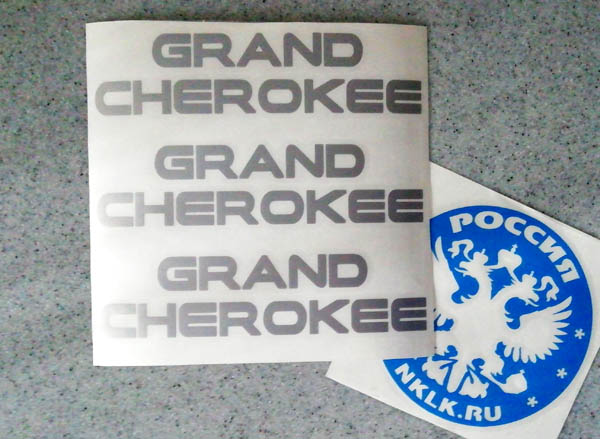 GRAND
CHEROKEE
GRAND
CHEROKEE
GRAND
CHEROKEE
РОССИЯ
NKLK.RU